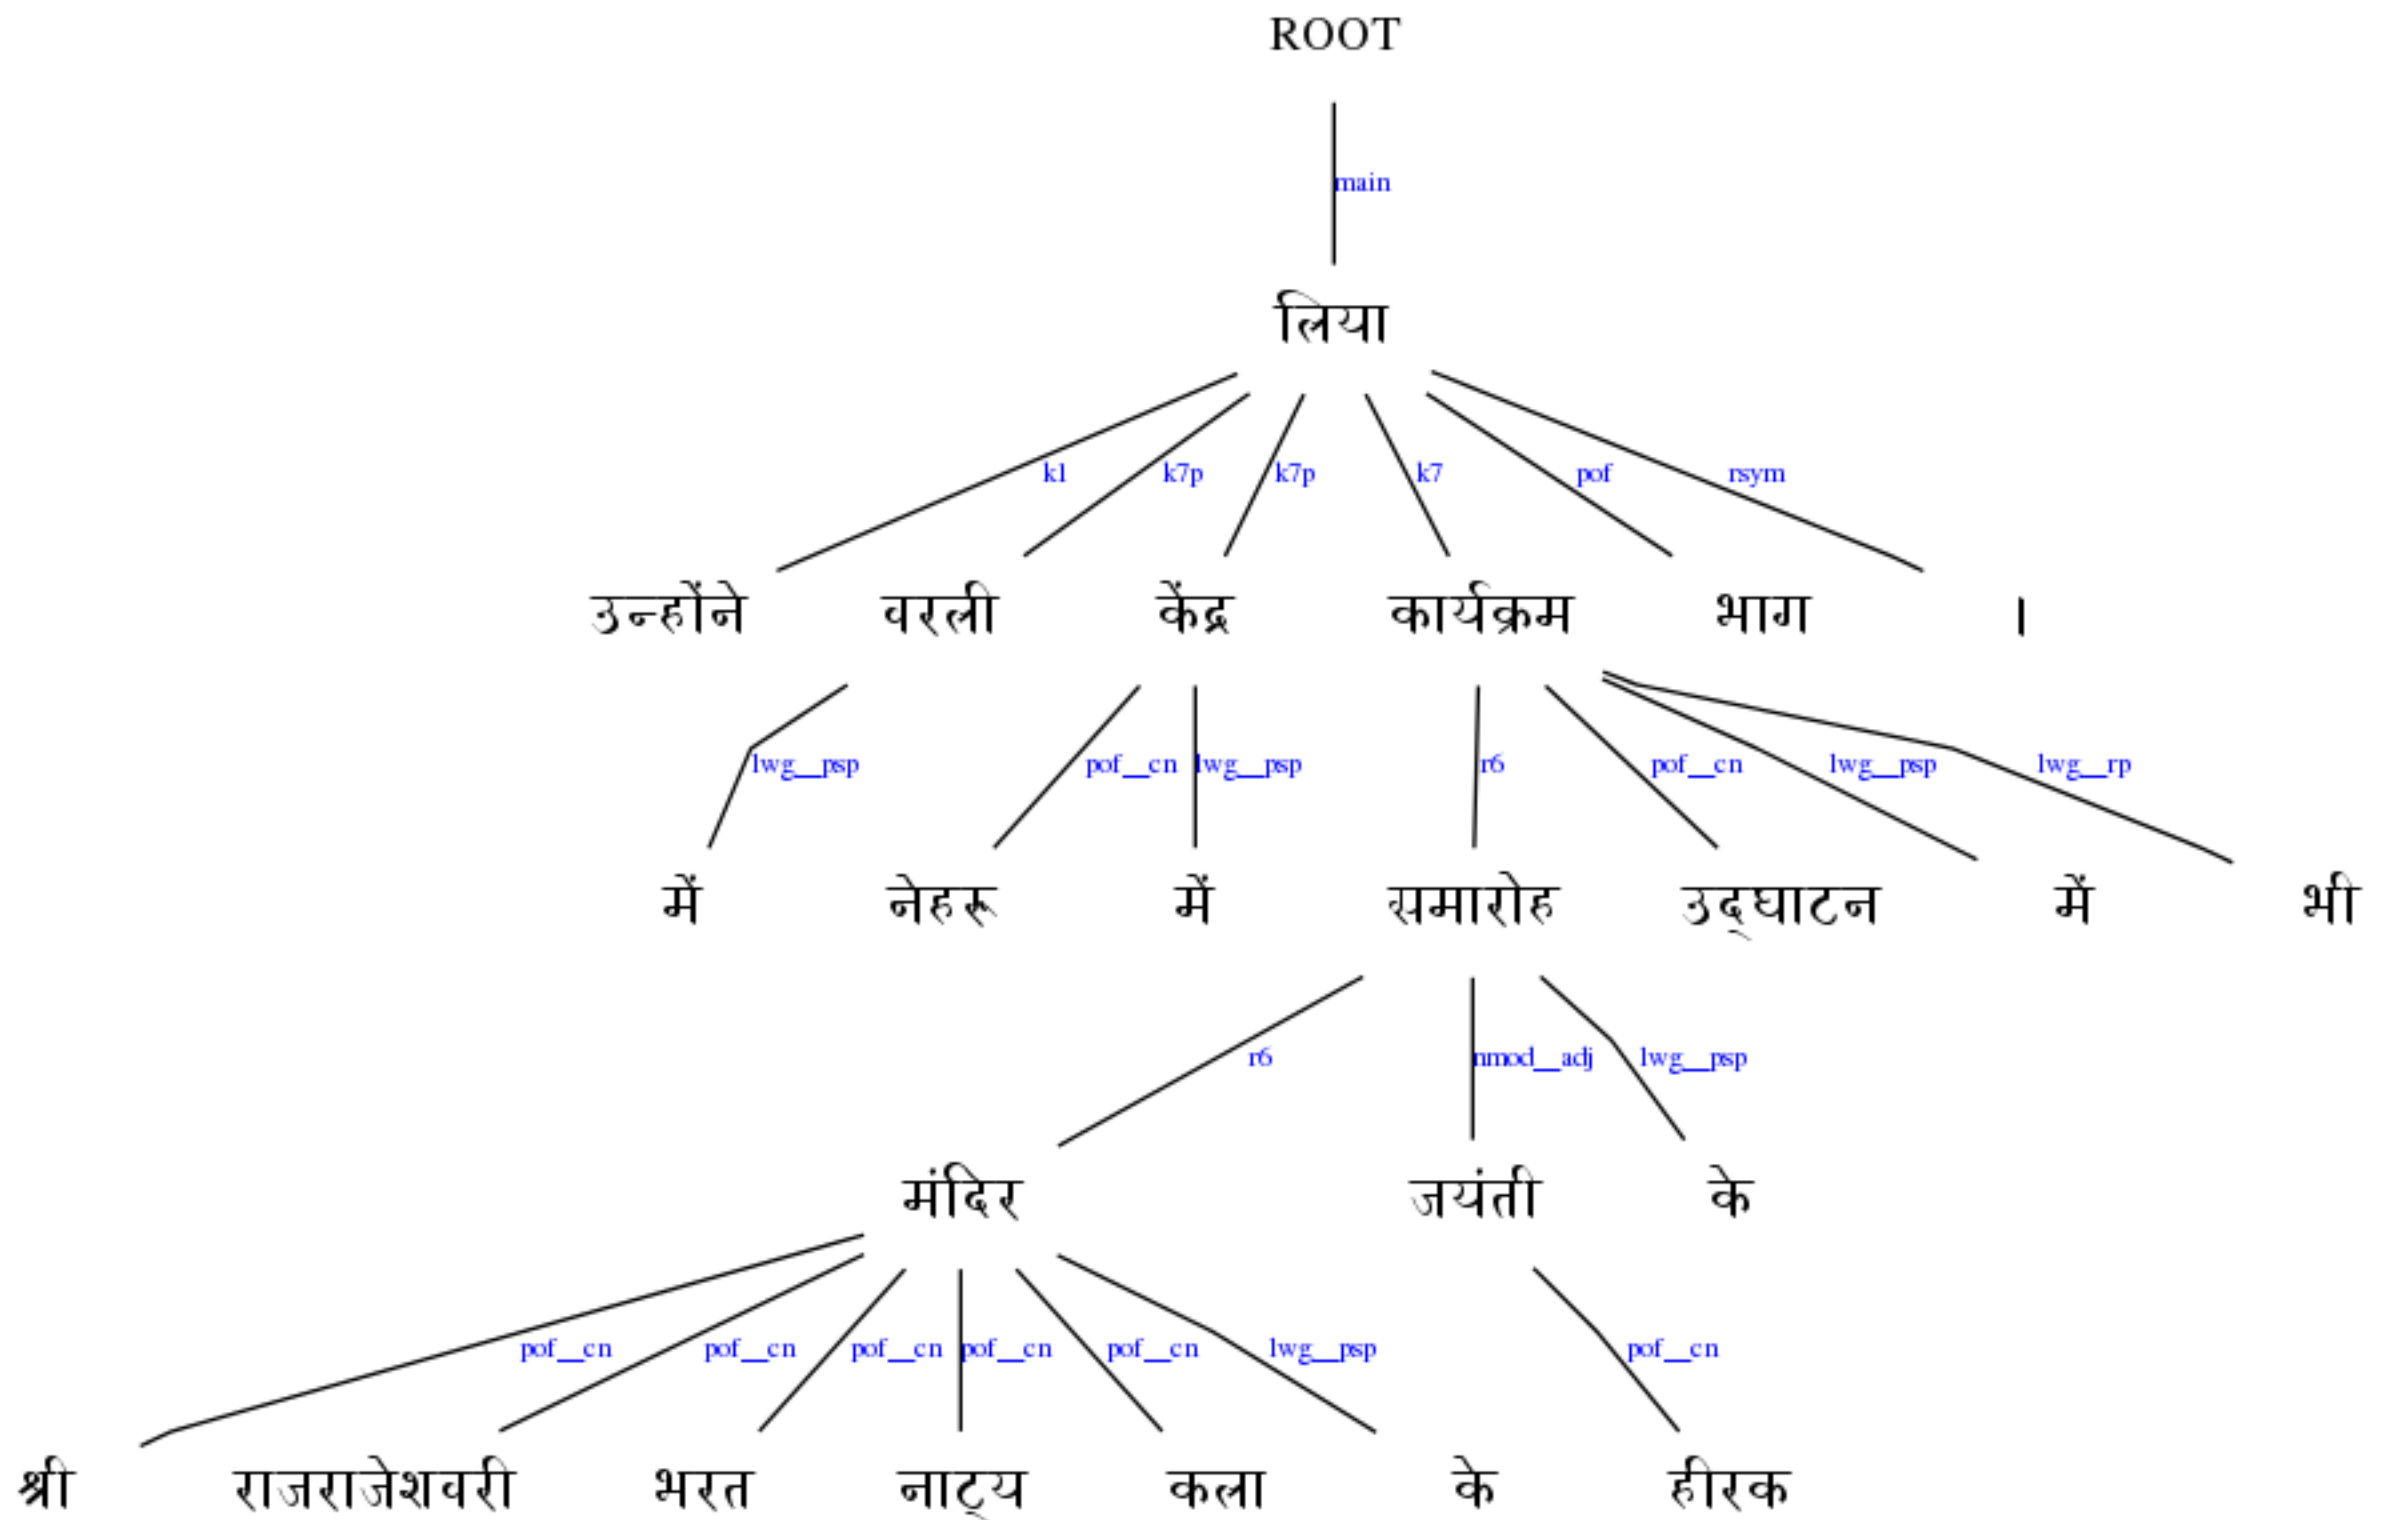 ROOT
main
लिया
k1 k7p k7p k7 pof rsym
उन्होंने वरली केंद्र कार्यक्रम भाग ।
lwg__psp pof__cn lwg__psp r6 pof__cn lwg__psp lwg__rp
में नेहरू में समारोह उद्घाटन में भी
r6 nmod__adj lwg__psp
मंदिर जयंती के
pof__cn pof__cn pof__cn pof__cn pof__cn lwg__psp pof__cn
श्री राजराजेशवरी भरत नाट्य कला के हीरक